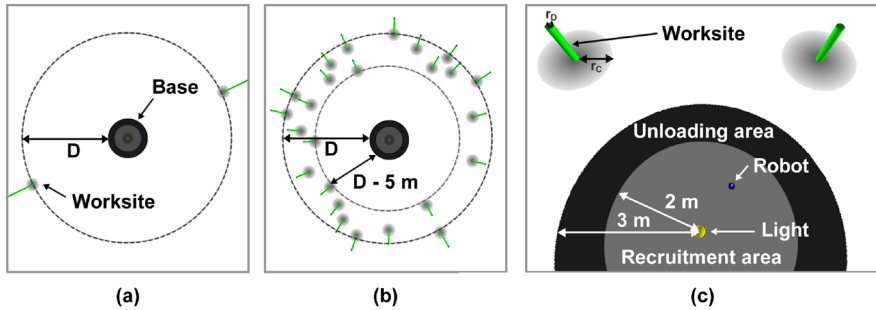 Base
D
Worksite
(a)
D
D - 5 m
(b)
r_D
Worksite
r_C
Unloading area
Robot
2 m
3 m
Light
Recruitment area
(c)